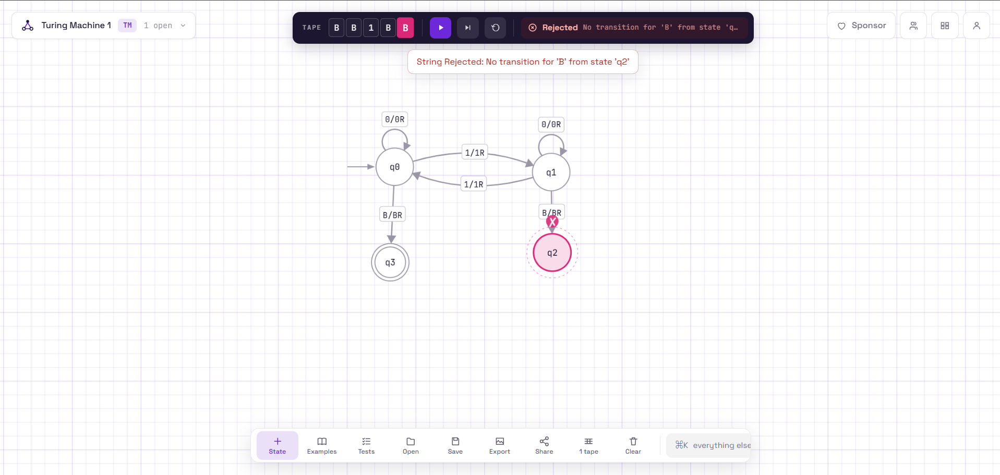 Turing Machine 1 TM 1 open
TAPE B B 1 B B
Rejected No transition for 'B' from state 'q…
Sponsor
String Rejected: No transition for 'B' from state 'q2'
0/0R
0/0R
1/1R
q0
q1
1/1R
B/BR
B/BR
X
q2
q3
State
Examples
Tests
Open
Save
Export
Share
1 tape
Clear
⌘K everything else